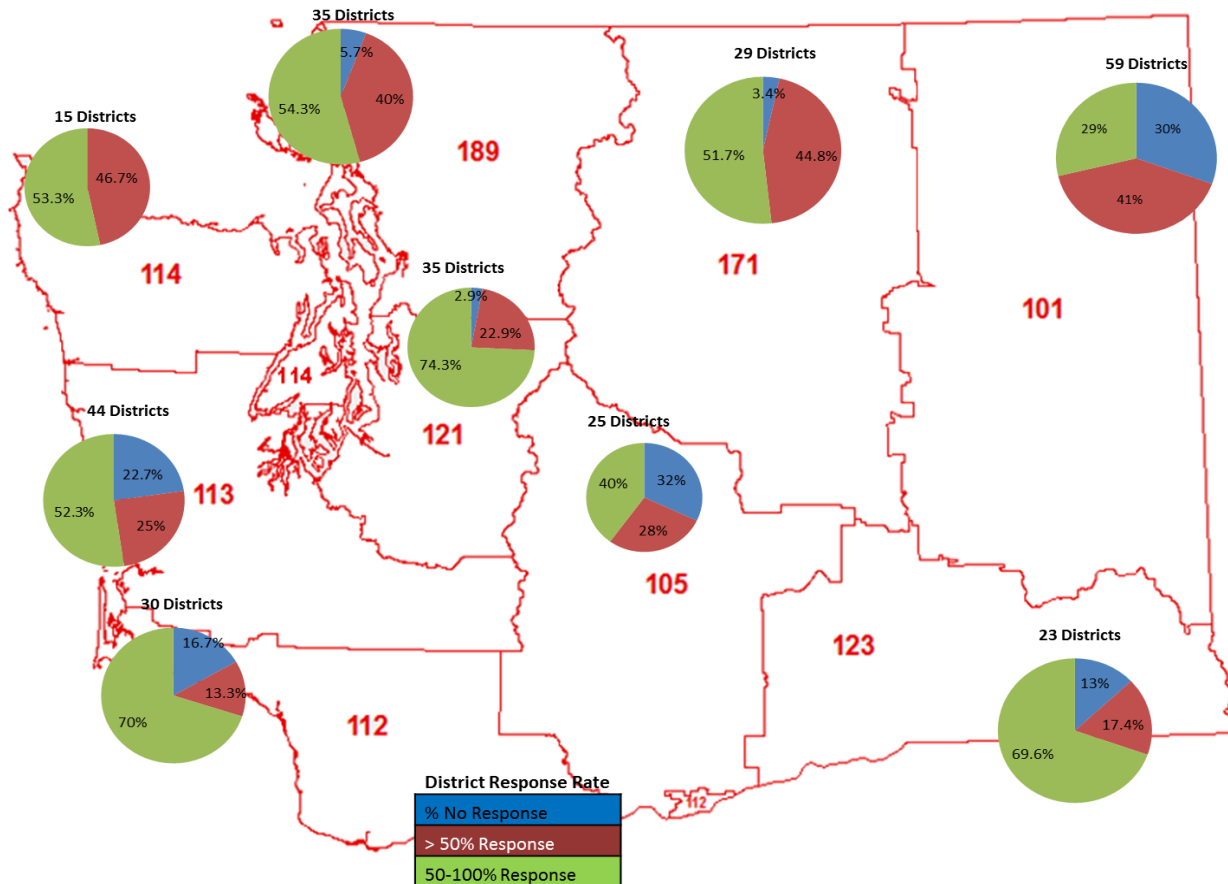 35 Districts
5.7%
40%
54.3%
29 Districts
3.4%
44.8%
51.7%
59 Districts
30%
41%
29%
15 Districts
46.7%
53.3%
189
114
171
101
35 Districts
2.9%
22.9%
74.3%
114
121
44 Districts
22.7%
25%
52.3%
113
25 Districts
32%
28%
40%
105
30 Districts
16.7%
13.3%
70%
112
123
23 Districts
13%
17.4%
69.6%
112
District Response Rate
% No Response
> 50% Response
50-100% Response